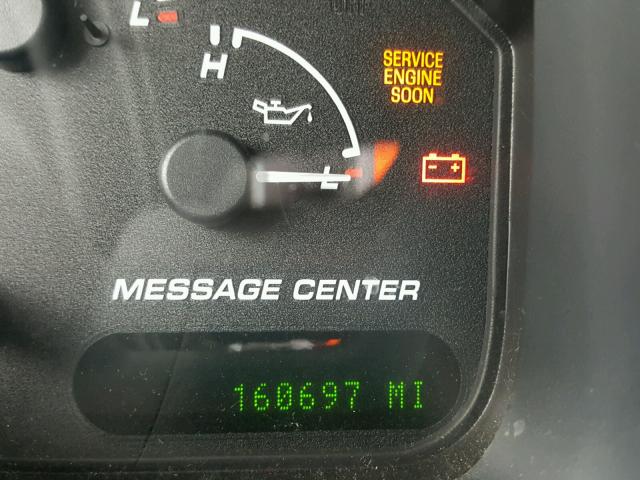 L
H
SERVICE
ENGINE
SOON
L
MESSAGE CENTER
160697 MI